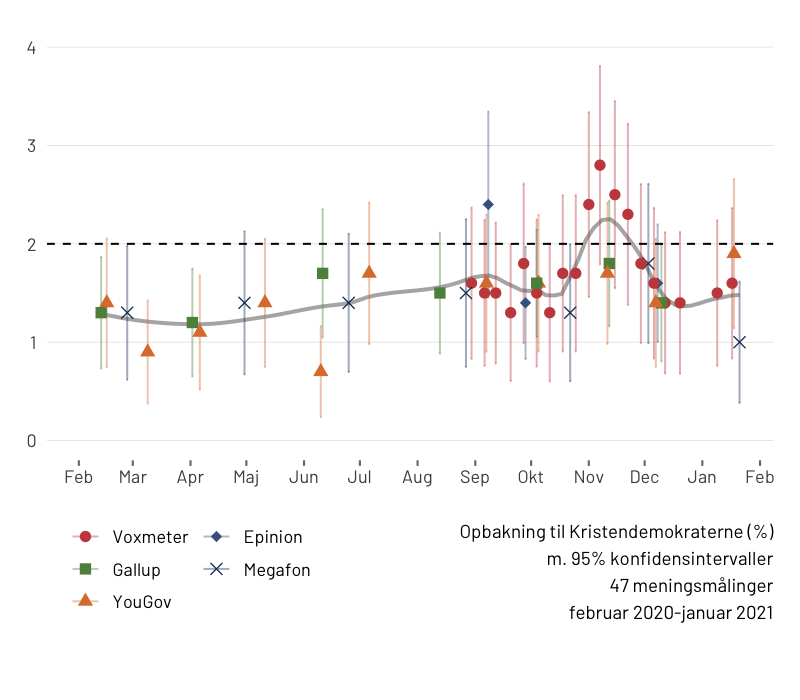 4
3
2
1
0
Feb Mar Apr Maj Jun Jul Aug Sep Okt Nov Dec Jan Feb
Voxmeter Epinion
Gallup Megafon
YouGov
Opbakning til Kristendemokraterne (%)
m. 95% konfidensintervaller
47 meningsmålinger
februar 2020-januar 2021